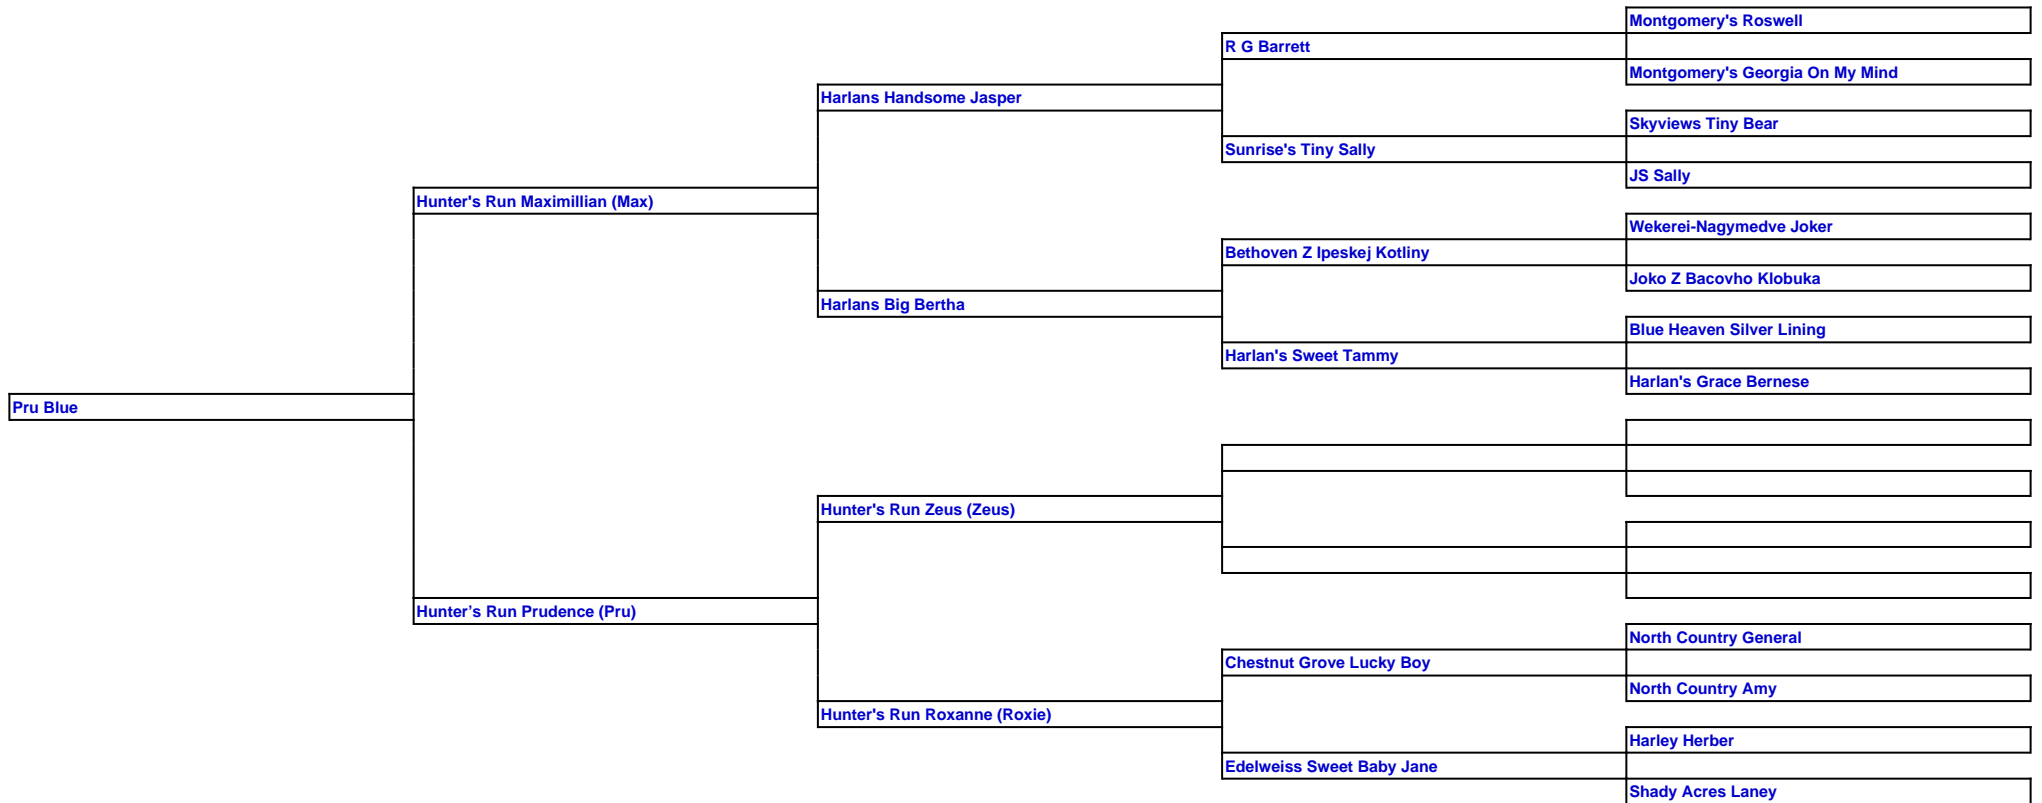 Montgomery's Roswell
R G Barrett
Montgomery's Georgia On My Mind
Harlans Handsome Jasper
Skyviews Tiny Bear
Sunrise's Tiny Sally
JS Sally
Hunter's Run Maximillian (Max)
Wekerei-Nagymedve Joker
Bethoven Z Ipeskej Kotliny
Joko Z Bacovho Klobuka
Harlans Big Bertha
Blue Heaven Silver Lining
Harlan's Sweet Tammy
Harlan's Grace Bernese
Pru Blue
Hunter's Run Zeus (Zeus)
Hunter’s Run Prudence (Pru)
North Country General
Chestnut Grove Lucky Boy
North Country Amy
Hunter's Run Roxanne (Roxie)
Harley Herber
Edelweiss Sweet Baby Jane
Shady Acres Laney